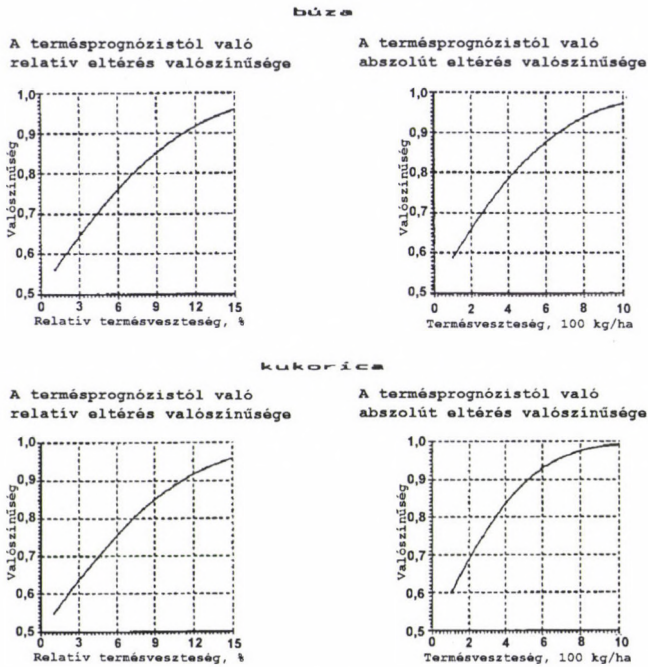 búza
A termésprognózistól való
relatív eltérés valószínűsége
Valószínűség
1,0
0,9
0,8
0,7
0,6
0,5
0 3 6 9 12 15
Relatív termésveszteség, %
A termésprognózistól való
abszolút eltérés valószínűsége
Valószínűség
1,0
0,9
0,8
0,7
0,6
0,5
0 2 4 6 8 10
Termésveszteség, 100 kg/ha
kukorica
A termésprognózistól való
relatív eltérés valószínűsége
Valószínűség
1,0
0,9
0,8
0,7
0,6
0,5
0 3 6 9 12 15
Relatív termésveszteség, %
A termésprognózistól való
abszolút eltérés valószínűsége
Valószínűség
1,0
0,9
0,8
0,7
0,6
0,5
0 2 4 6 8 10
Termésveszteség, 100 kg/ha